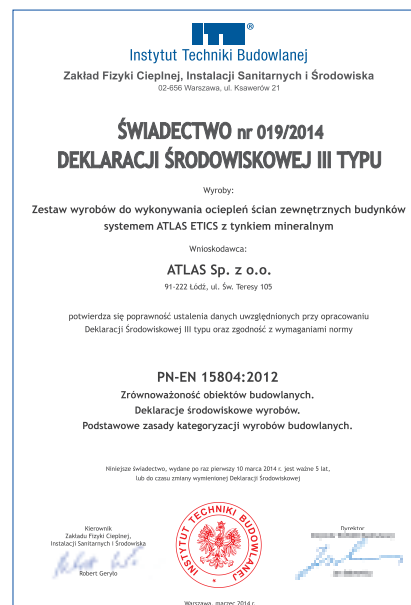 ITB®
Instytut Techniki Budowlanej
Zakład Fizyki Cieplnej, Instalacji Sanitarnych i Środowiska
02-656 Warszawa, ul. Ksawerów 21
ŚWIADECTWO nr 019/2014
DEKLARACJI ŚRODOWISKOWEJ III TYPU
Wyroby:
Zestaw wyrobów do wykonywania ociepleń ścian zewnętrznych budynków
systemem ATLAS ETICS z tynkiem mineralnym
Wnioskodawca:
ATLAS Sp. z o.o.
91-222 Łódź, ul. Św. Teresy 105
potwierdza się poprawność ustalenia danych uwzględnionych przy opracowaniu
Deklaracji Środowiskowej III typu oraz zgodność z wymaganiami normy
PN-EN 15804:2012
Zrównoważoność obiektów budowlanych.
Deklaracje środowiskowe wyrobów.
Podstawowe zasady kategoryzacji wyrobów budowlanych.
Niniejsze świadectwo, wydane po raz pierwszy 10 marca 2014 r. jest ważne 5 lat,
lub do czasu zmiany wymienionej Deklaracji Środowiskowej
Kierownik
Zakładu Fizyki Cieplnej,
Instalacji Sanitarnych i Środowiska
Robert Geryło
INSTYTUT TECHNIKI BUDOWLANEJ
Dyrektor
Warszawa, marzec 2014 r.